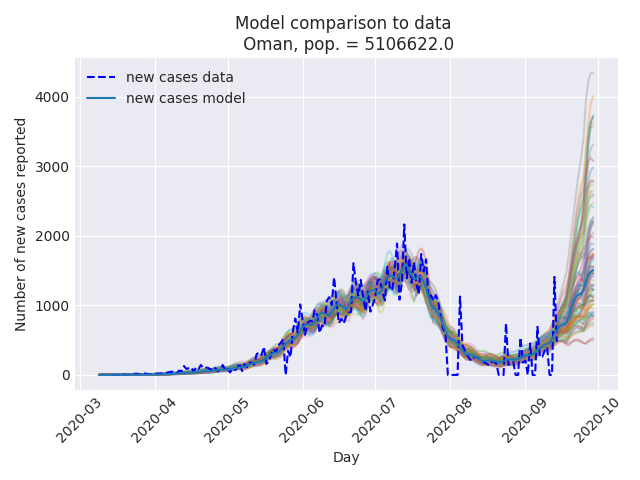 Model comparison to data
Oman, pop. = 5106622.0
new cases data
new cases model
Number of new cases reported
4000
3000
2000
1000
0
2020-03
2020-04
2020-05
2020-06
2020-07
2020-08
2020-09
2020-10
Day